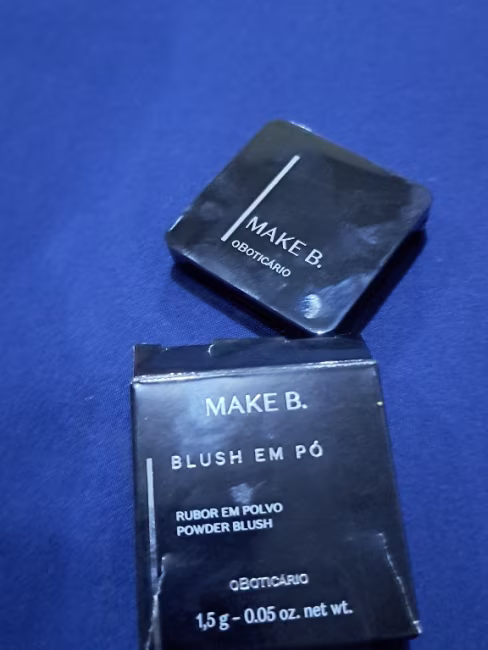 MAKE B.
OBOTICÁRIO
MAKE B.
BLUSH EM PÓ
RUBOR EM POLVO
POWDER BLUSH
OBOTICÁRIO
1,5 g - 0.05 oz. net wt.